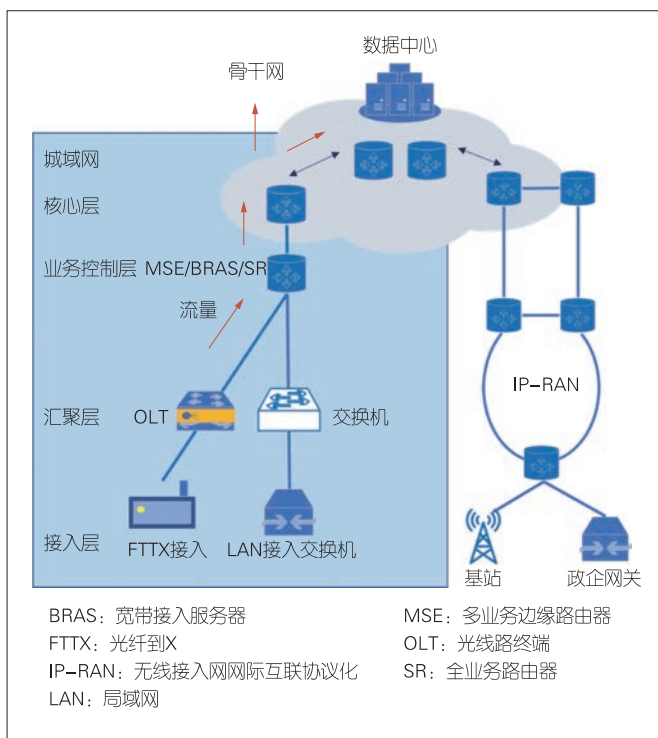 数据中心
骨干网
城域网
核心层
业务控制层 MSE/BRAS/SR
流量
IP-RAN
汇聚层 OLT 交换机
接入层 FTTX接入 LAN接入交换机
基站 政企网关
BRAS：宽带接入服务器 MSE：多业务边缘路由器
FTTX：光纤到X OLT：光线路终端
IP-RAN：无线接入网网际互联协议化 SR：全业务路由器
LAN：局域网